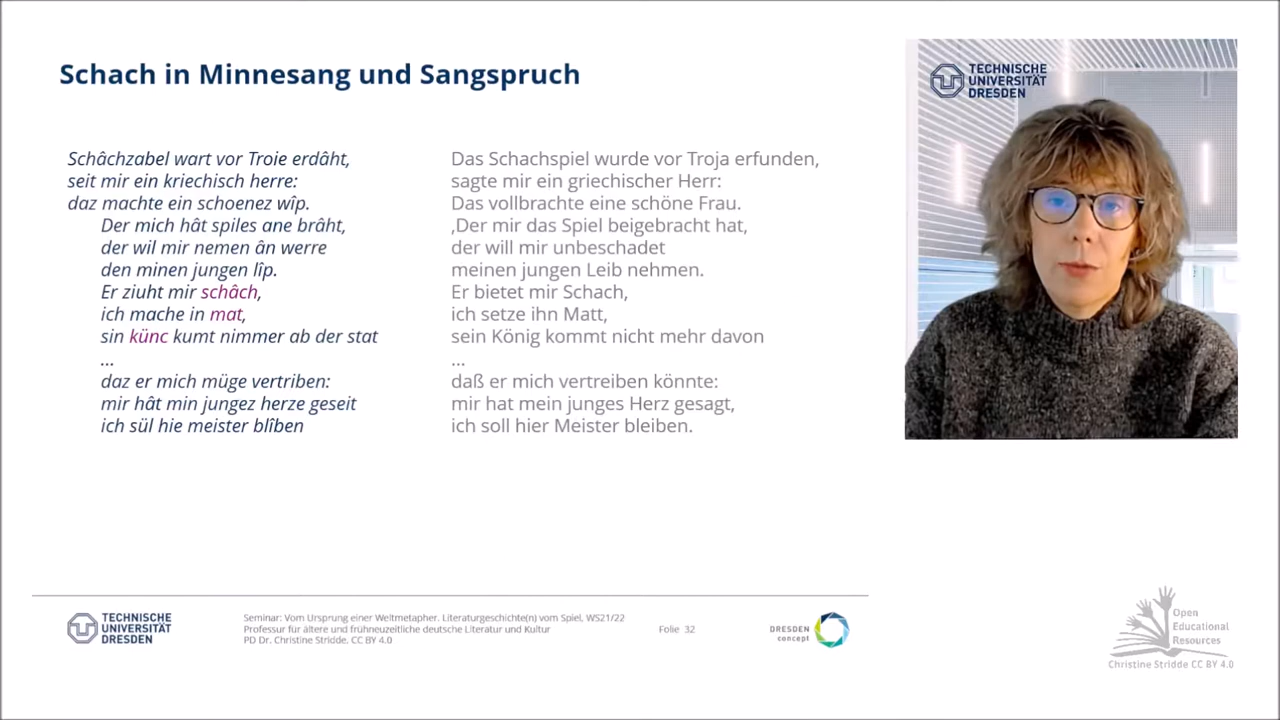 Schach in Minnesang und Sangspruch
Schâchzabel wart vor Troie erdâht,
seit mir ein kriechisch herre:
daz machte ein schoenez wîp.
Der mich hât spiles ane brâht,
der wil mir nemen ân werre
den minen jungen lîp.
Er ziuht mir schâch,
ich mache in mat,
sin künc kumt nimmer ab der stat
...
daz er mich müge vertriben:
mir hât min jungez herze geseit
ich sül hie meister blîben
Das Schachspiel wurde vor Troja erfunden,
sagte mir ein griechischer Herr:
Das vollbrachte eine schöne Frau.
‚Der mir das Spiel beigebracht hat,
der will mir unbeschadet
meinen jungen Leib nehmen.
Er bietet mir Schach,
ich setze ihn Matt,
sein König kommt nicht mehr davon
...
daß er mich vertreiben könnte:
mir hat mein junges Herz gesagt,
ich soll hier Meister bleiben.
TECHNISCHE
UNIVERSITÄT
DRESDEN
TECHNISCHE
UNIVERSITÄT
DRESDEN
Seminar: Vom Ursprung einer Weltmetapher. Literaturgeschichte(n) vom Spiel, WS21/22
Professur für ältere und frühneuzeitliche deutsche Literatur und Kultur
PD Dr. Christine Stridde, CC BY 4.0
Folie 32
DRESDEN
concept
Open
Educational
Resources
Christine Stridde CC BY 4.0